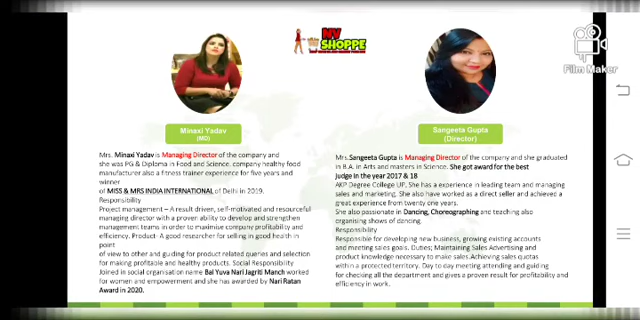 MY
SHOPPE
Film Maker
Minaxi Yadav
(MD)
Mrs. Minaxi Yadav is Managing Director of the company and
she was PG & Diploma in Food and Science. company healthy food
manufacturer also a fitness trainer experience for five years and
winner
of MISS & MRS INDIA INTERNATIONAL of Delhi in 2019.
Responsibility
Project management – A result driven, self-motivated and resourceful
managing director with a proven ability to develop and strengthen
management teams in order to maximise company profitability and
efficiency. Product- A good researcher for selling in good health in
point
of view to other and guiding for product related queries and selection
for making profitable and healthy products. Social Responsibility
Joined in social organisation name Bal Yuva Nari Jagriti Manch worked
for women and empowerment and she has awarded by Nari Ratan
Award in 2020.
Sangeeta Gupta
(Director)
Mrs. Sangeeta Gupta is Managing Director of the company and she graduated
in B.A. in Arts and masters in Science. She got award for the best
judge in the year 2017 & 18
AKP Degree College UP. She has a experience in leading team and managing
sales and marketing. She also have worked as a direct seller and achieved a
great experience from twenty one years.
She also passionate in Dancing, Choreographing and teaching also
organising shows of dancing.
Responsibility
Responsible for developing new business, growing existing accounts
and meeting sales goals. Duties; Maintaining Sales Advertising and
product knowledge necessary to make sales.Achieving sales quotas
within a protected territory. Day to day meeting attending and guiding
for checking all the department and gives a proven result for profitability and
efficiency in work.